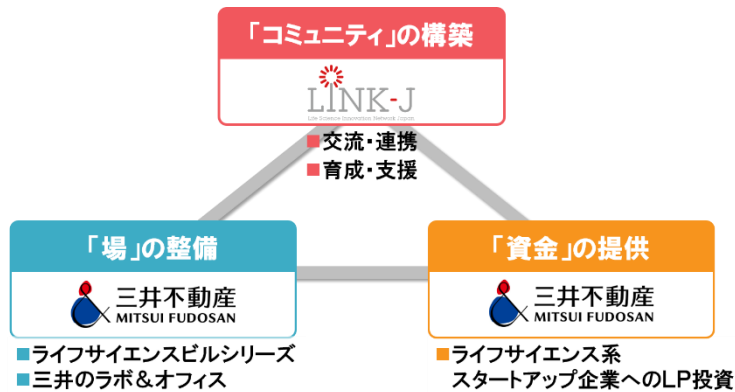 「コミュニティ」の構築
LINK-J
Life Science Innovation Network Japan
■交流・連携
■育成・支援
「場」の整備
三井不動産
MITSUI FUDOSAN
■ライフサイエンスビルシリーズ
■三井のラボ&オフィス
「資金」の提供
三井不動産
MITSUI FUDOSAN
■ライフサイエンス系
スタートアップ企業へのLP投資